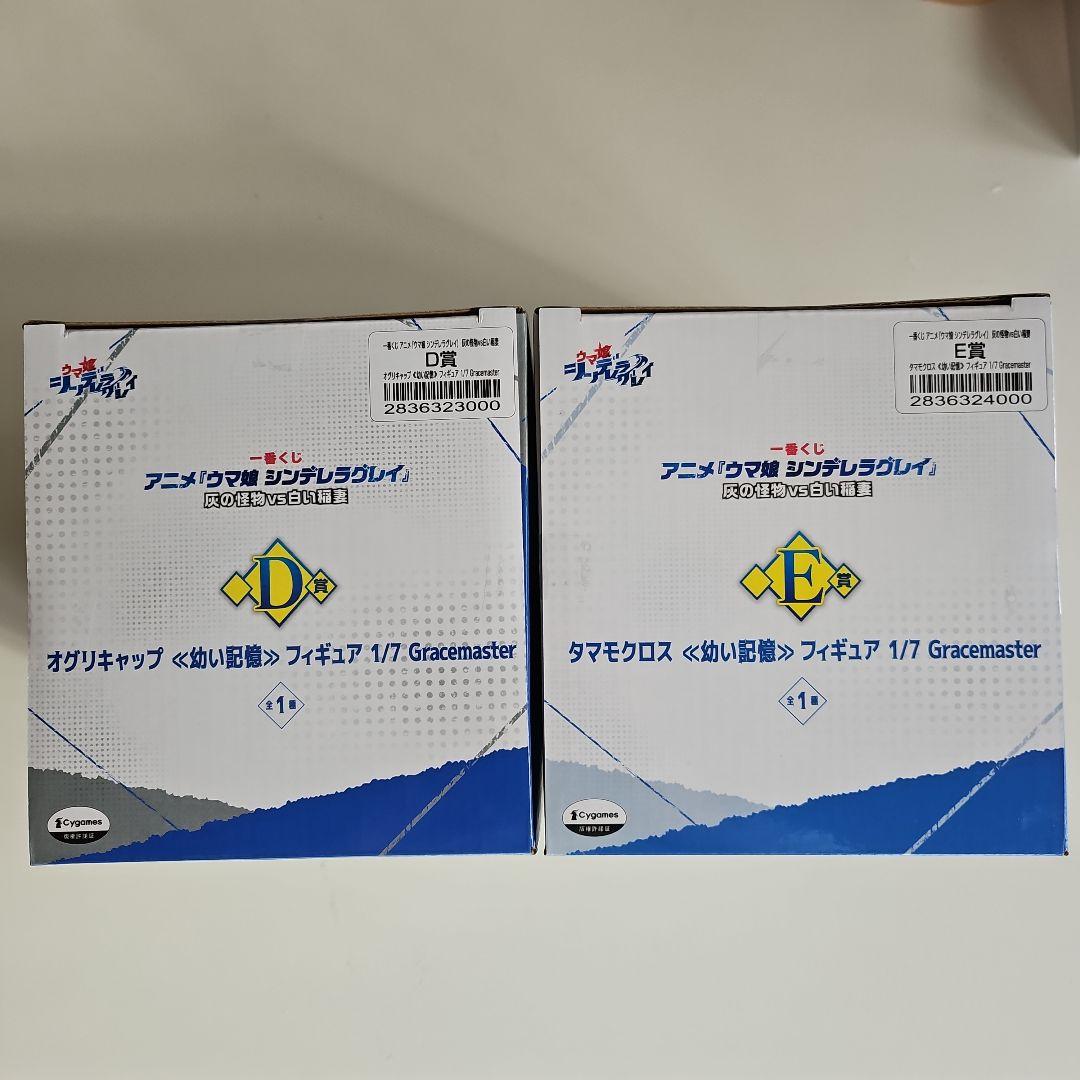 ウマ娘
シンデレラグレイ
一番くじ アニメ『ウマ娘 シンデレラグレイ』 灰の怪物vs白い稲妻
D賞
オグリキャップ ≪幼い記憶≫ フィギュア 1/7 Gracemaster
2836323000
一番くじ
アニメ『ウマ娘 シンデレラグレイ』
灰の怪物vs白い稲妻
D賞
オグリキャップ ≪幼い記憶≫ フィギュア 1/7 Gracemaster
全1種
Cygames
版権許諾証
ウマ娘
シンデレラグレイ
一番くじ アニメ『ウマ娘 シンデレラグレイ』 灰の怪物vs白い稲妻
E賞
タマモクロス ≪幼い記憶≫ フィギュア 1/7 Gracemaster
2836324000
一番くじ
アニメ『ウマ娘 シンデレラグレイ』
灰の怪物vs白い稲妻
E賞
タマモクロス ≪幼い記憶≫ フィギュア 1/7 Gracemaster
全1種
Cygames
版権許諾証